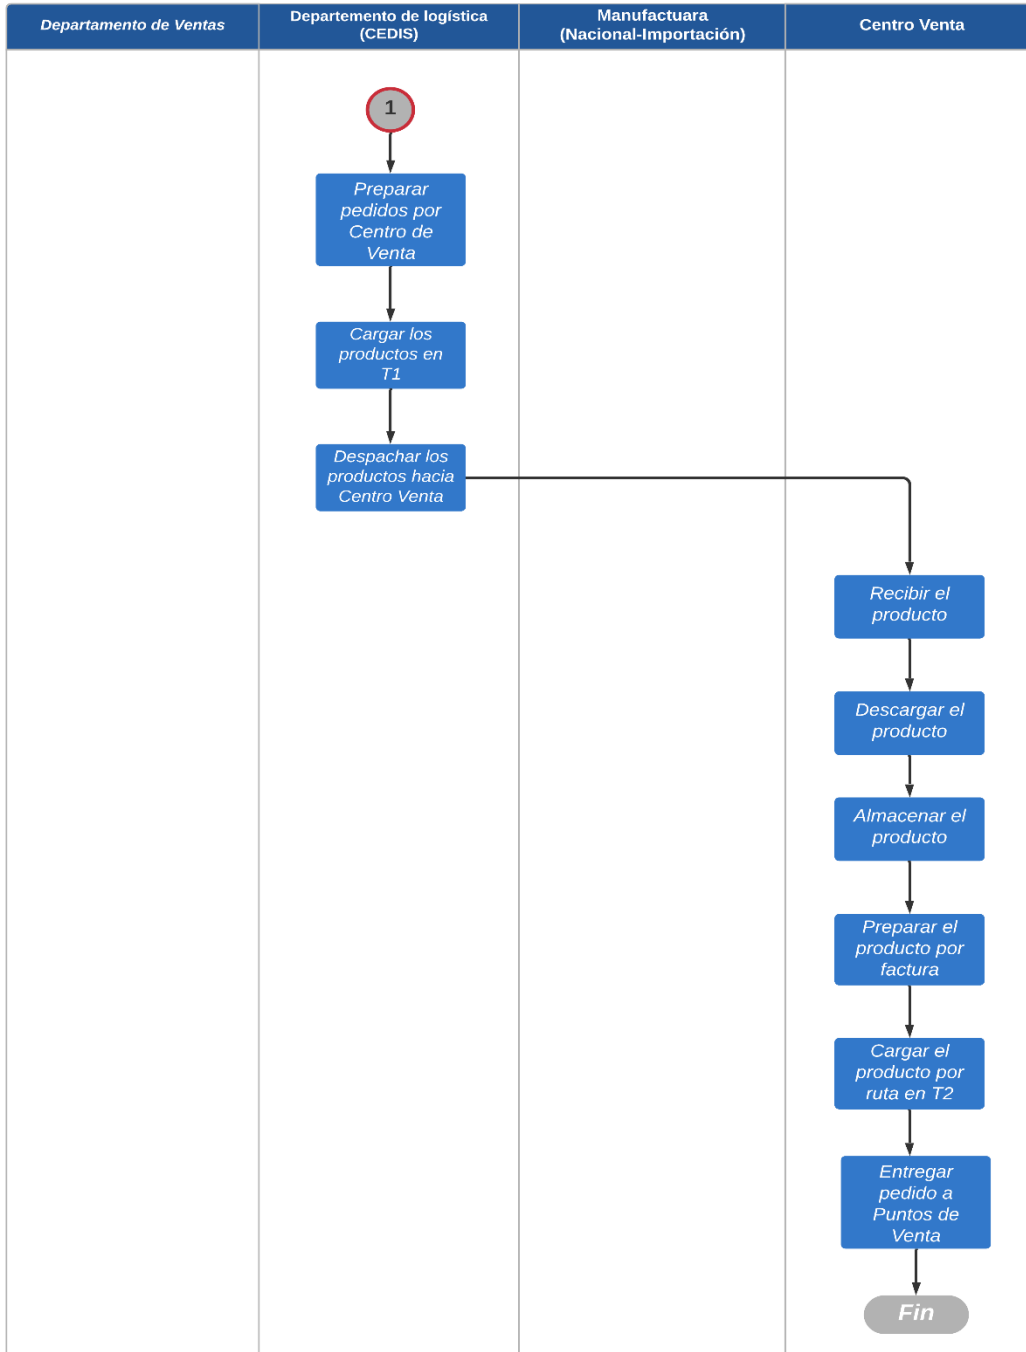 Departamento de Ventas
Departemento de logística
(CEDIS)
Manufactuara
(Nacional-Importación)
Centro Venta
1
Preparar
pedidos por
Centro de
Venta
Cargar los
productos en
T1
Despachar los
productos hacia
Centro Venta
Recibir el
producto
Descargar el
producto
Almacenar el
producto
Preparar el
producto por
factura
Cargar el
producto por
ruta en T2
Entregar
pedido a
Puntos de
Venta
Fin